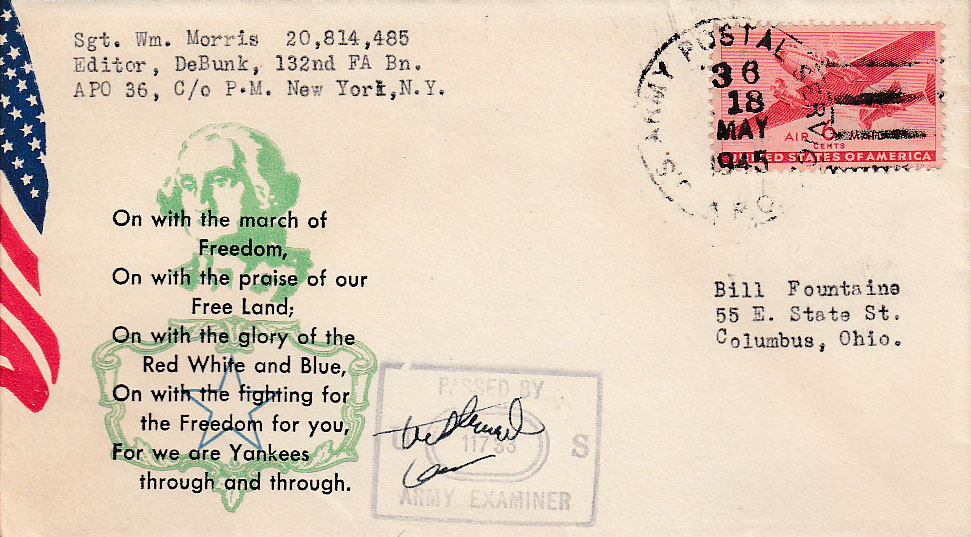 Sgt. Wm. Morris 20,814,485
Editor, DeBunk, 132nd FA Bn.
APO 36, C/o P.M. New York,N.Y.
U.S. ARMY POSTAL SERVICE
36
18
MAY
1945
A.P.O.
AIR 6
CENTS
UNITED STATES OF AMERICA
On with the march of
Freedom,
On with the praise of our
Free Land;
On with the glory of the
Red White and Blue,
On with the fighting for
the Freedom for you,
For we are Yankees
through and through.
Bill Fountaine
55 E. State St.
Columbus, Ohio.
PASSED BY
S
ARMY EXAMINER